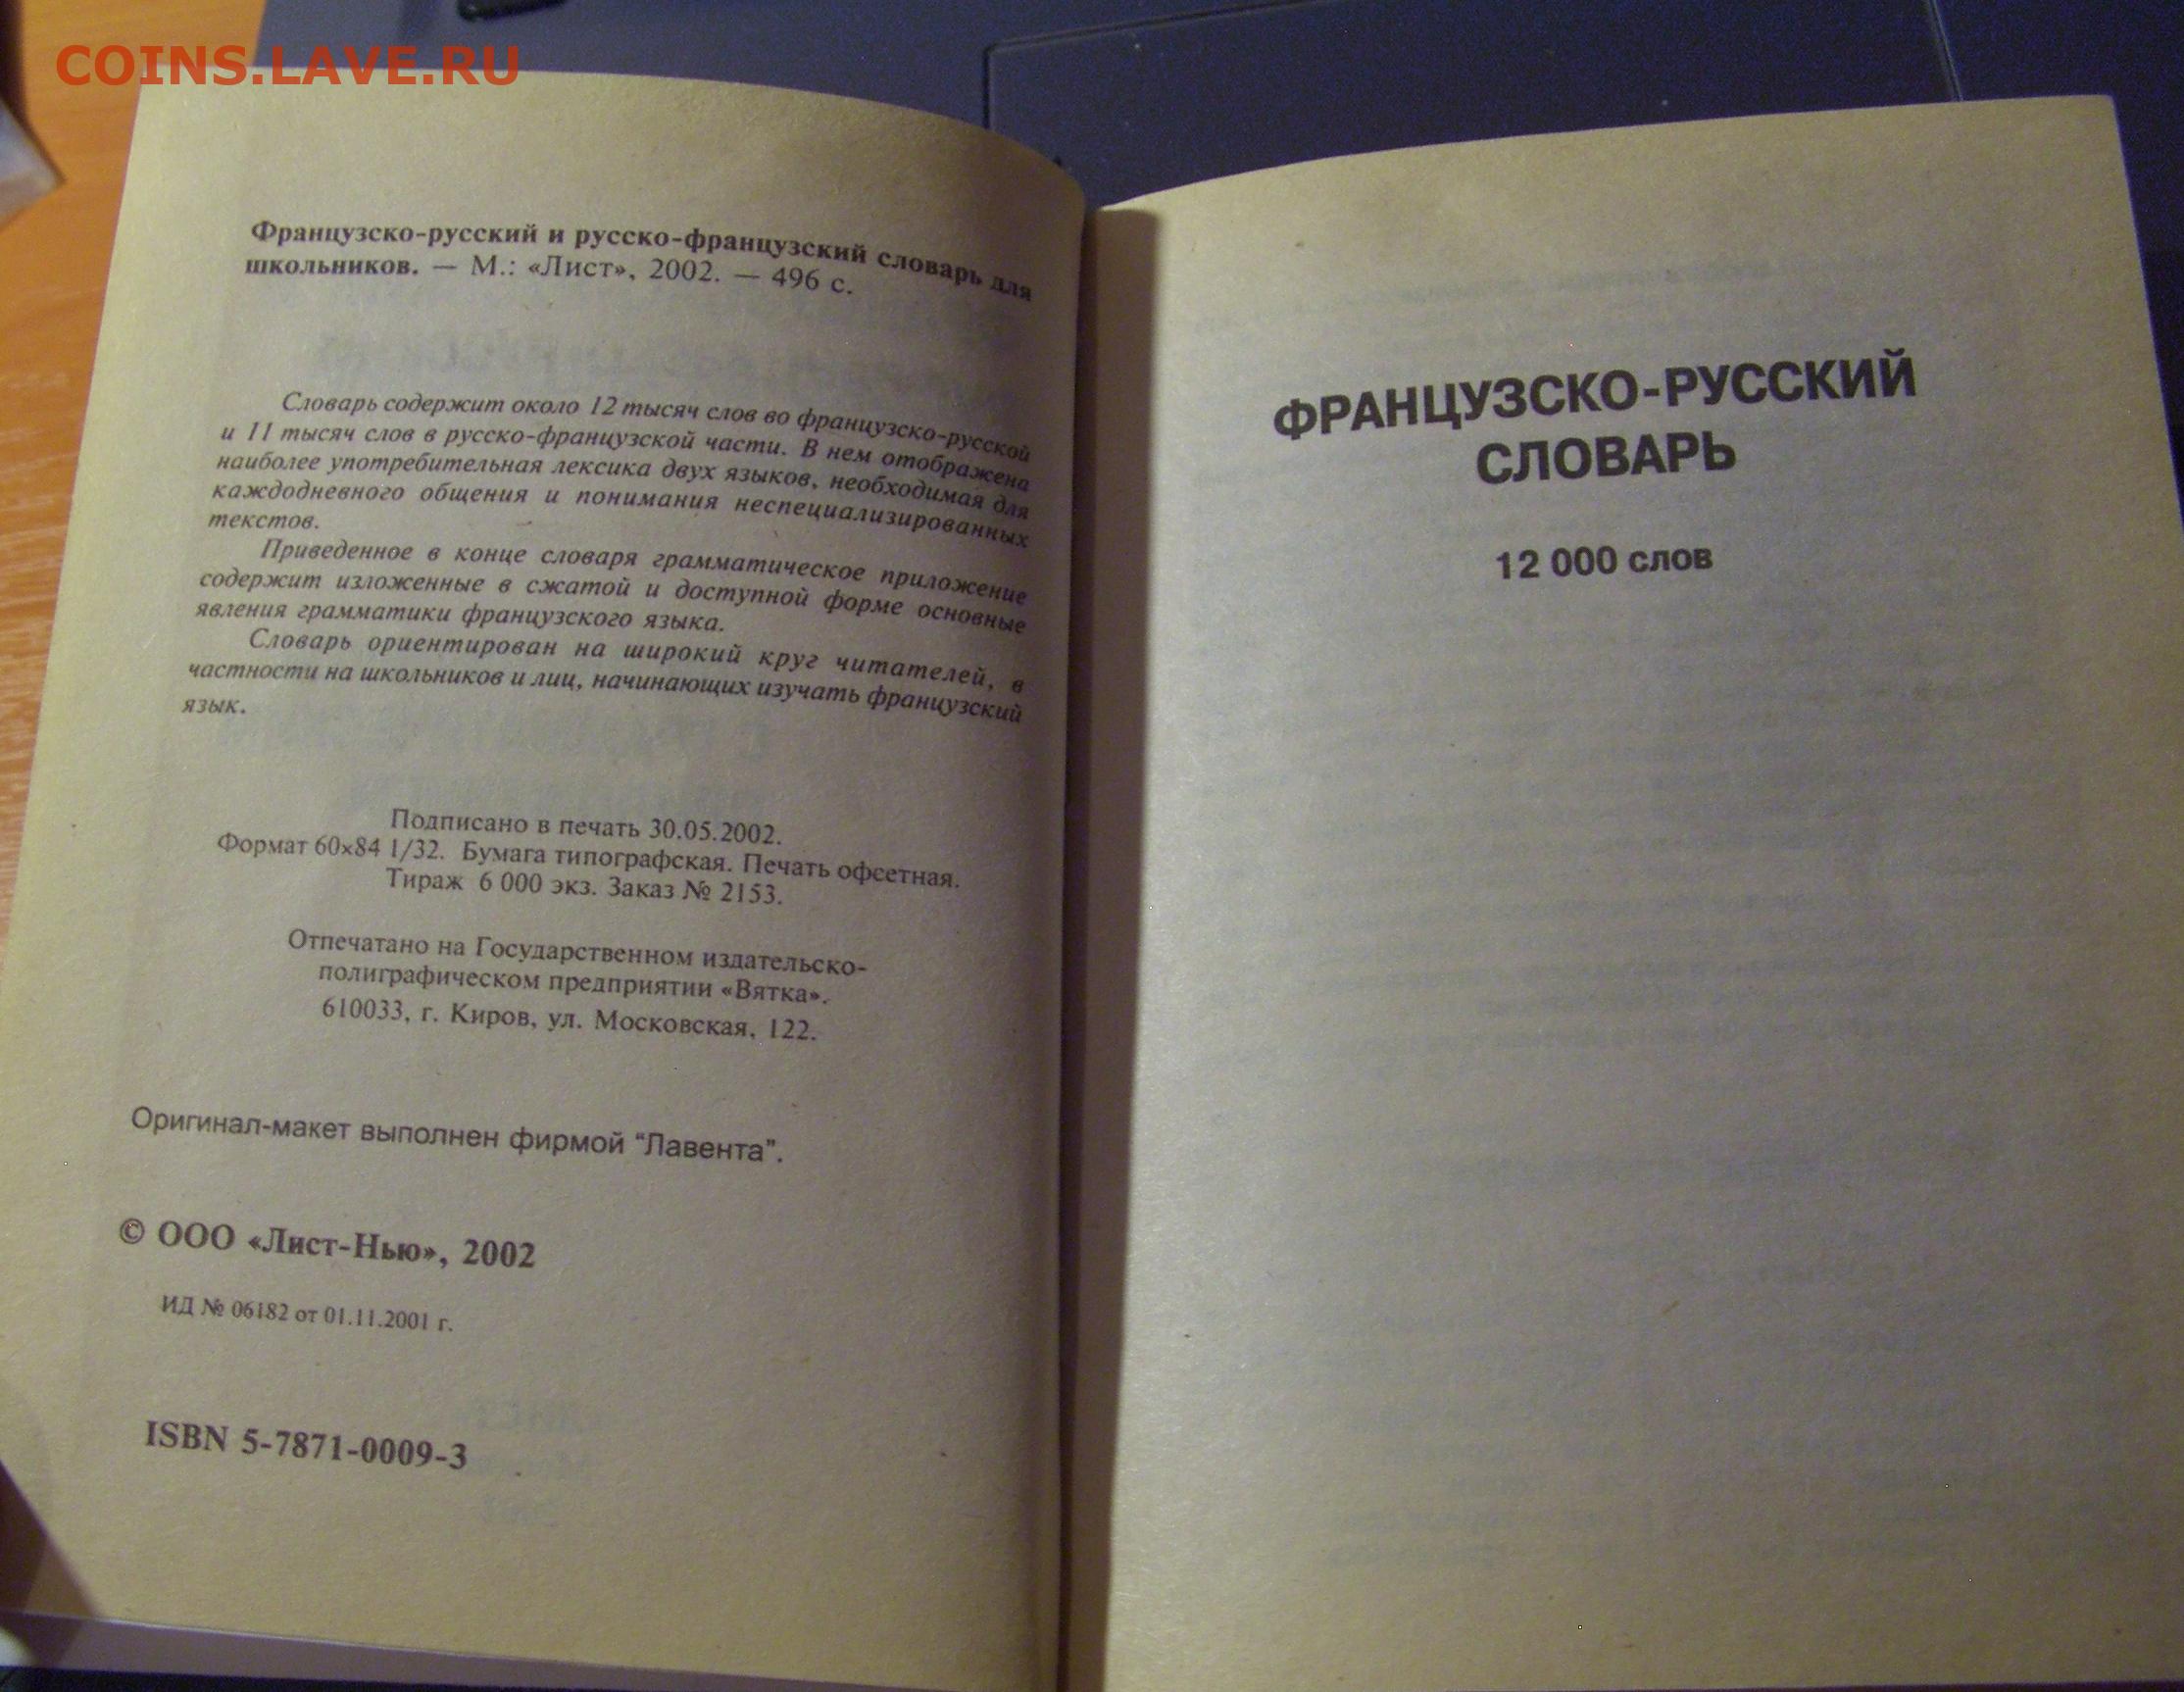 COINS.LAVE.RU
Французско-русский и русско-французский словарь для
школьников. — М.: «Лист», 2002. — 496 с.
Словарь содержит около 12 тысяч слов во французско-русской
и 11 тысяч слов в русско-французской части. В нем отображена
наиболее употребительная лексика двух языков, необходимая для
каждодневного общения и понимания неспециализированных
текстов.
Приведенное в конце словаря грамматическое приложение
содержит изложенные в сжатой и доступной форме основные
явления грамматики французского языка.
Словарь ориентирован на широкий круг читателей, в
частности на школьников и лиц, начинающих изучать французский
язык.
Подписано в печать 30.05.2002.
Формат 60×84 1/32. Бумага типографская. Печать офсетная.
Тираж 6 000 экз. Заказ № 2153.
Отпечатано на Государственном издательско-
полиграфическом предприятии «Вятка».
610033, г. Киров, ул. Московская, 122.
Оригинал-макет выполнен фирмой “Лавента”.
© ООО «Лист-Нью», 2002
ИД № 06182 от 01.11.2001 г.
ISBN 5-7871-0009-3
ФРАНЦУЗСКО-РУССКИЙ
СЛОВАРЬ
12 000 слов